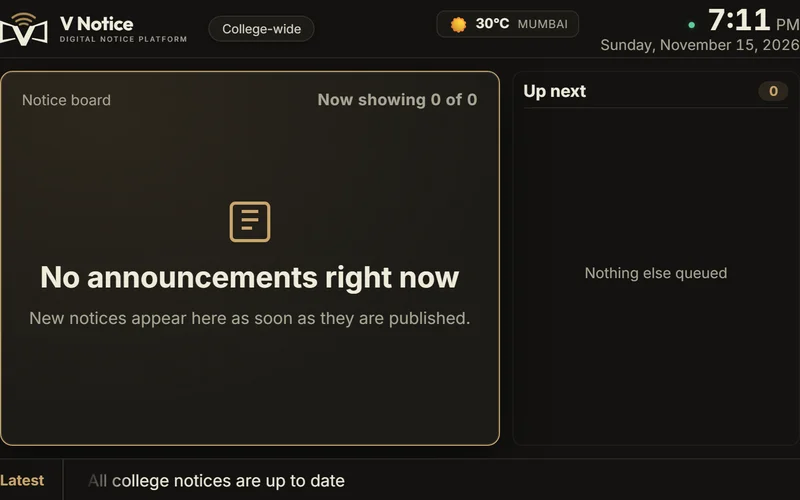 V Notice
DIGITAL NOTICE PLATFORM
College-wide
30°C MUMBAI
7:11 PM
Sunday, November 15, 2026
Notice board
Now showing 0 of 0
No announcements right now
New notices appear here as soon as they are published.
Up next
0
Nothing else queued
Latest
All college notices are up to date